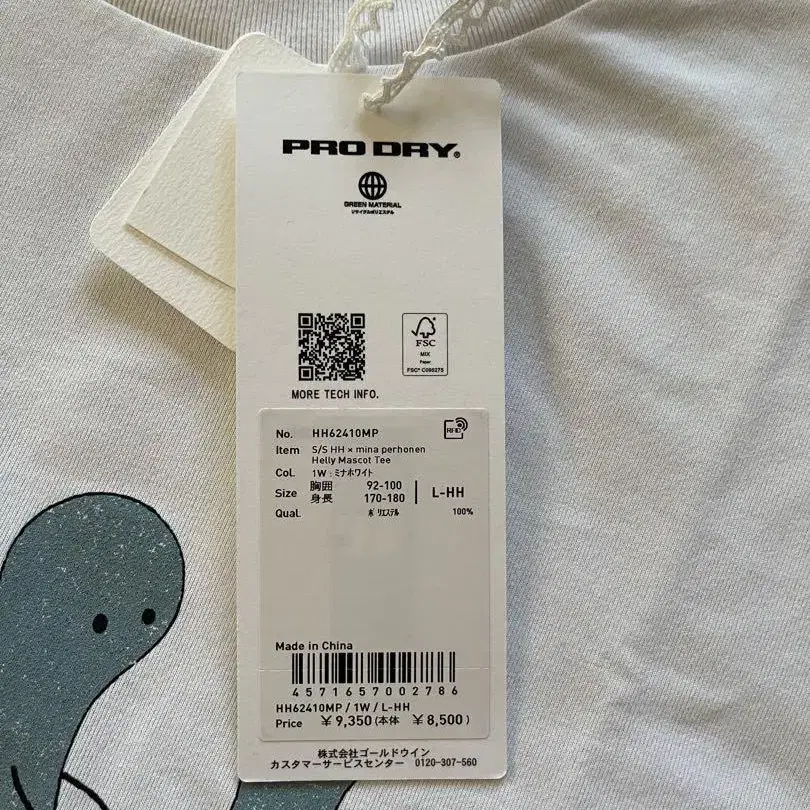 PRO DRY®
GREEN MATERIAL
リサイクルポリエステル
FSC
MIX
Paper
FSC® C095275
MORE TECH INFO.
No. HH62410MP
RFID
Item S/S HH × mina perhonen
Helly Mascot Tee
Col. 1W : ミナホワイト
Size 胸囲 92-100
身長 170-180 L-HH
Qual. ﾎﾟﾘｴｽﾃﾙ 100%
Made in China
4571657002786
HH62410MP / 1W / L-HH
Price ¥9,350 (本体 ¥8,500)
株式会社ゴールドウイン
カスタマーサービスセンター 0120-307-560